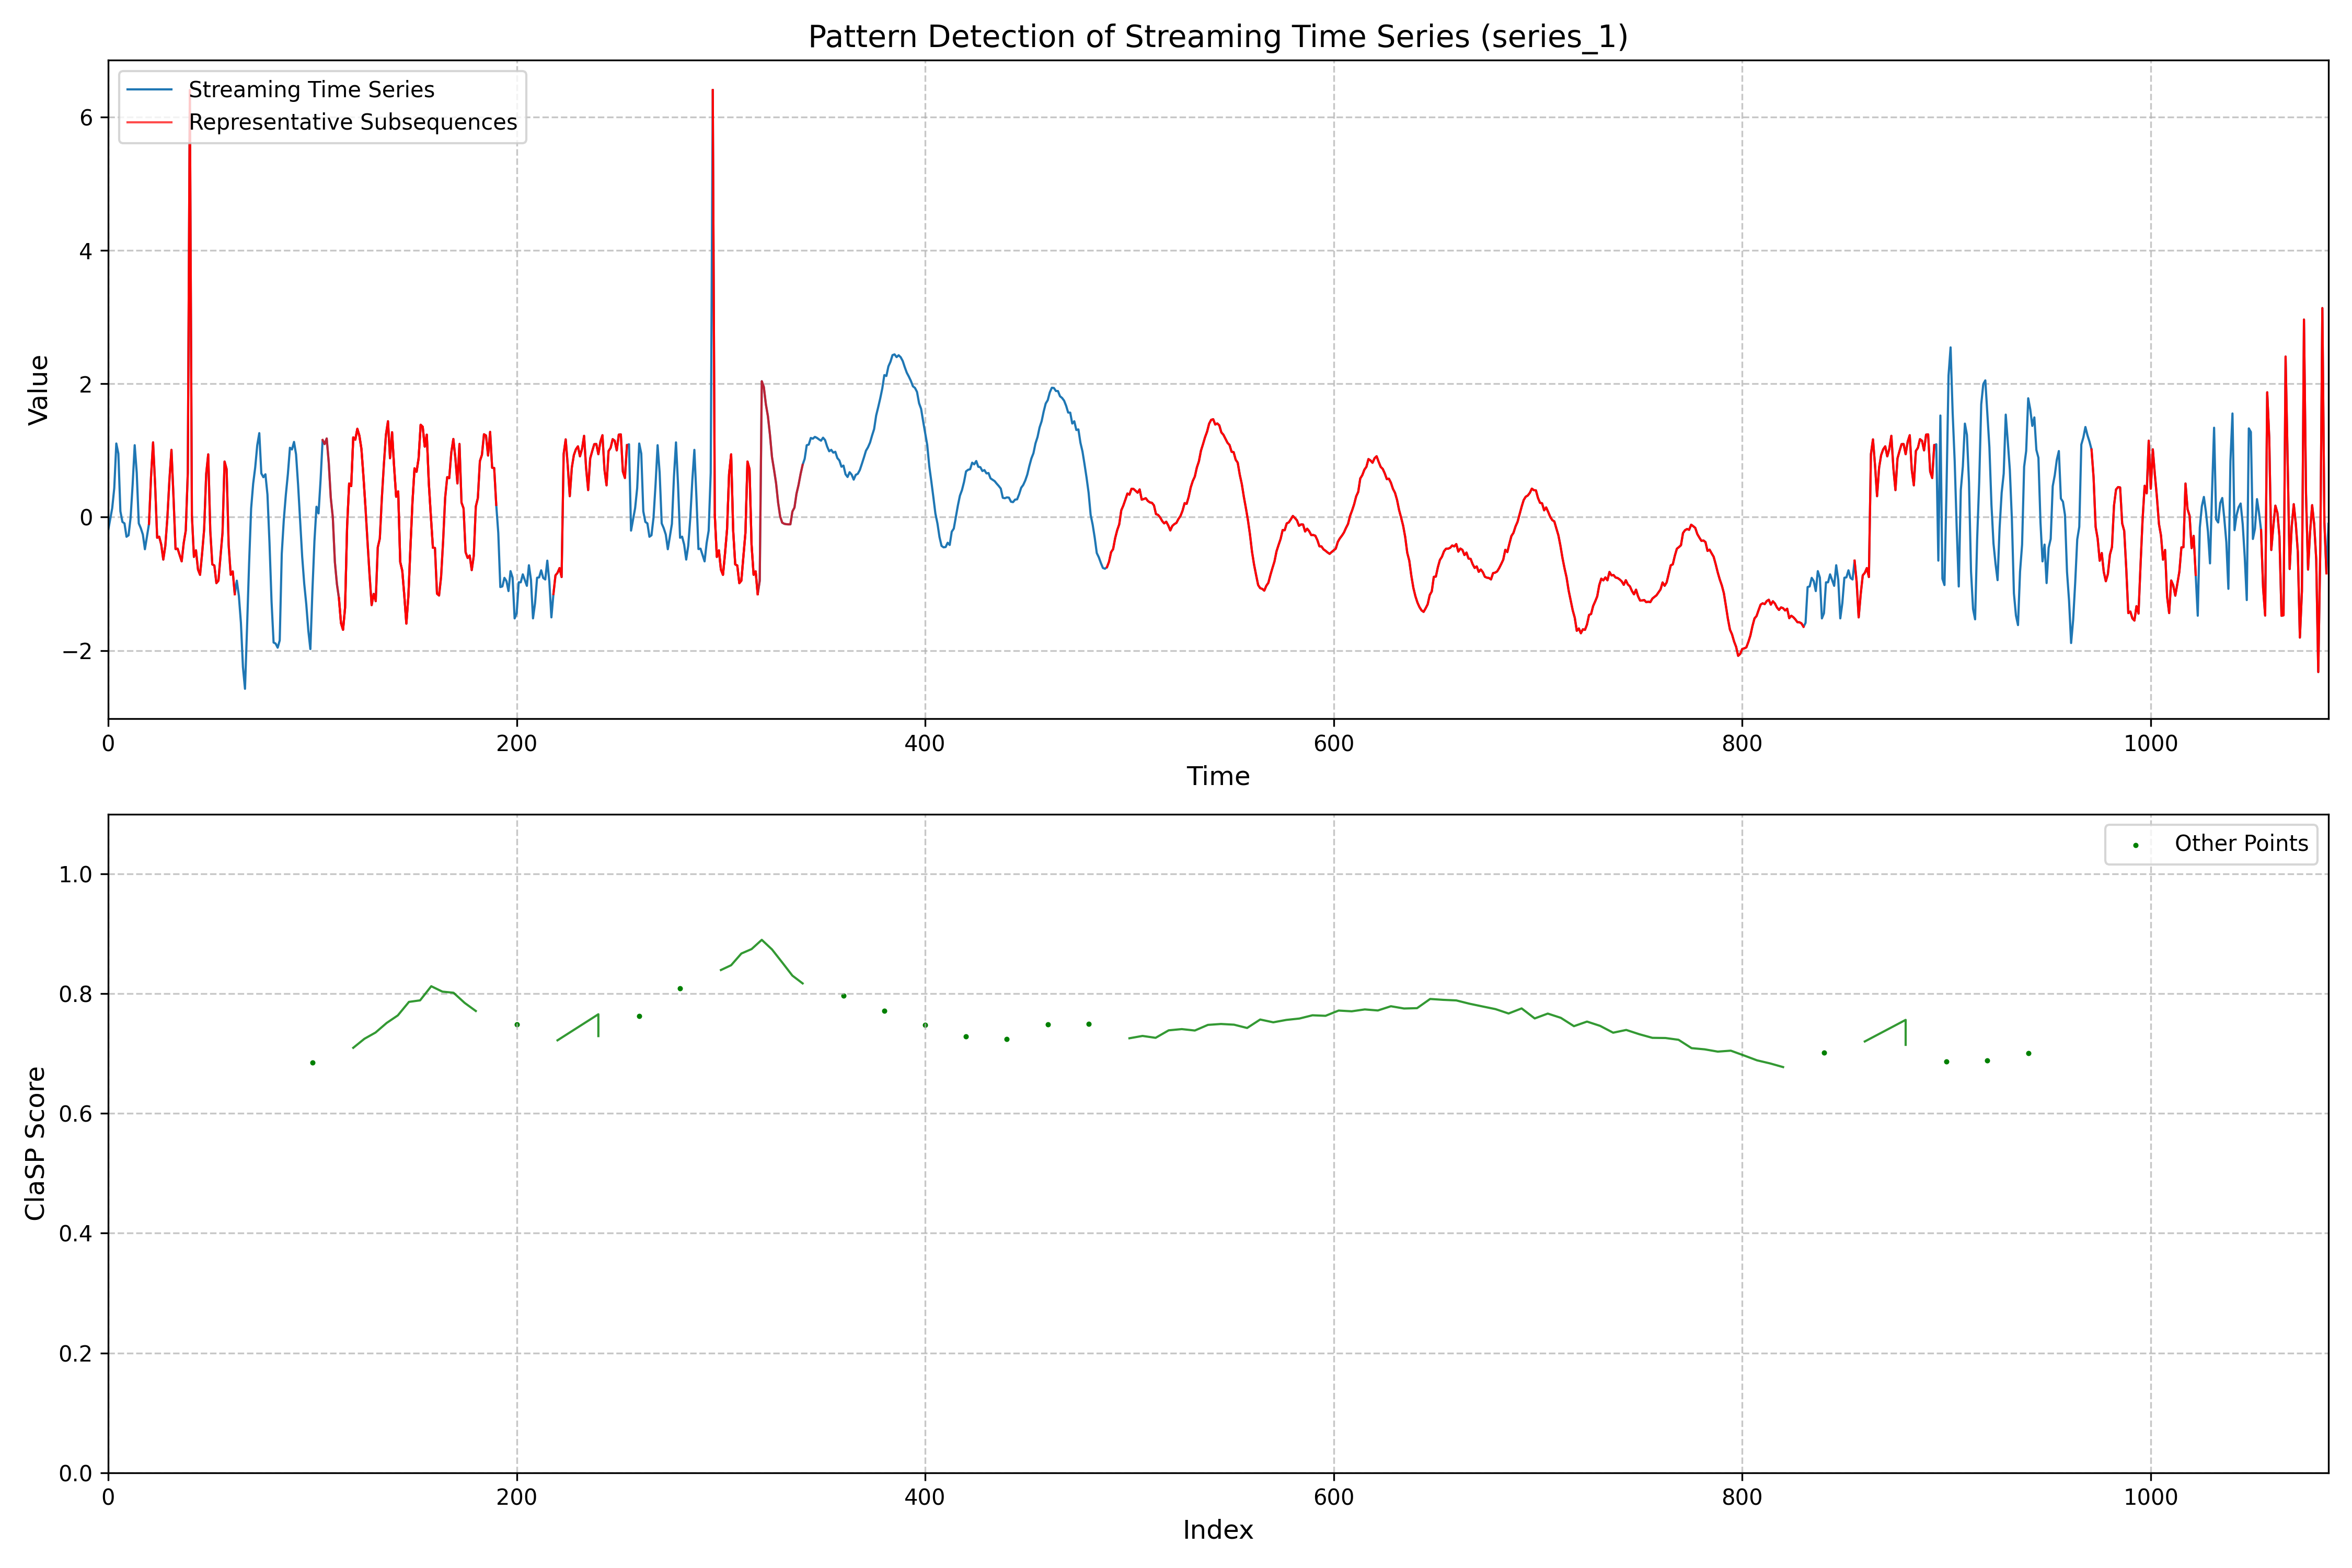 Pattern Detection of Streaming Time Series (series_1)
Streaming Time Series
Representative Subsequences
Value
6
4
2
0
−2
0 200 400 600 800 1000
Time
Other Points
ClaSP Score
1.0
0.8
0.6
0.4
0.2
0.0
0 200 400 600 800 1000
Index